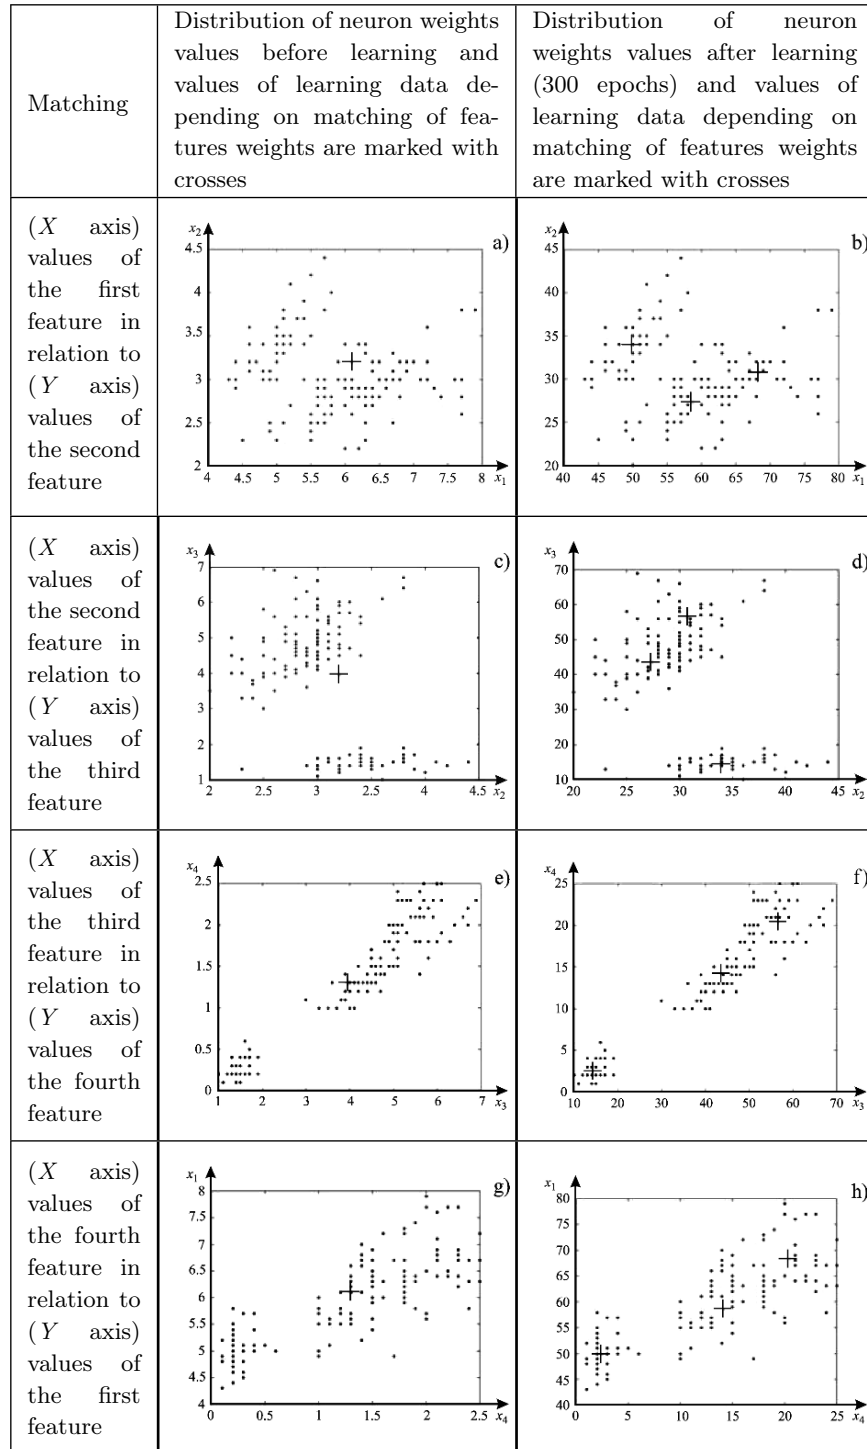 Matching
Distribution of neuron weights
values before learning and
values of learning data de-
pending on matching of fea-
tures weights are marked with
crosses
Distribution of neuron
weights values after learning
(300 epochs) and values of
learning data depending on
matching of features weights
are marked with crosses
(X axis)
values of
the first
feature in
relation to
(Y axis)
values of
the second
feature
x2
a)
4.5
4
3.5
3
2.5
2
4 4.5 5 5.5 6 6.5 7 7.5 8 x1
x2
b)
45
40
35
30
25
20
40 45 50 55 60 65 70 75 80 x1
(X axis)
values of
the second
feature in
relation to
(Y axis)
values of
the third
feature
x3
c)
7
6
5
4
3
2
1
2 2.5 3 3.5 4 4.5 x2
x3
d)
70
60
50
40
30
20
10
20 25 30 35 40 45 x2
(X axis)
values of
the third
feature in
relation to
(Y axis)
values of
the fourth
feature
x4
e)
2.5
2
1.5
1
0.5
0
1 2 3 4 5 6 7 x3
x4
f)
25
20
15
10
5
0
10 20 30 40 50 60 70 x3
(X axis)
values of
the fourth
feature in
relation to
(Y axis)
values of
the first
feature
x1
g)
8
7.5
7
6.5
6
5.5
5
4.5
4
0 0.5 1 1.5 2 2.5 x4
x1
h)
80
75
70
65
60
55
50
45
40
0 5 10 15 20 25 x4